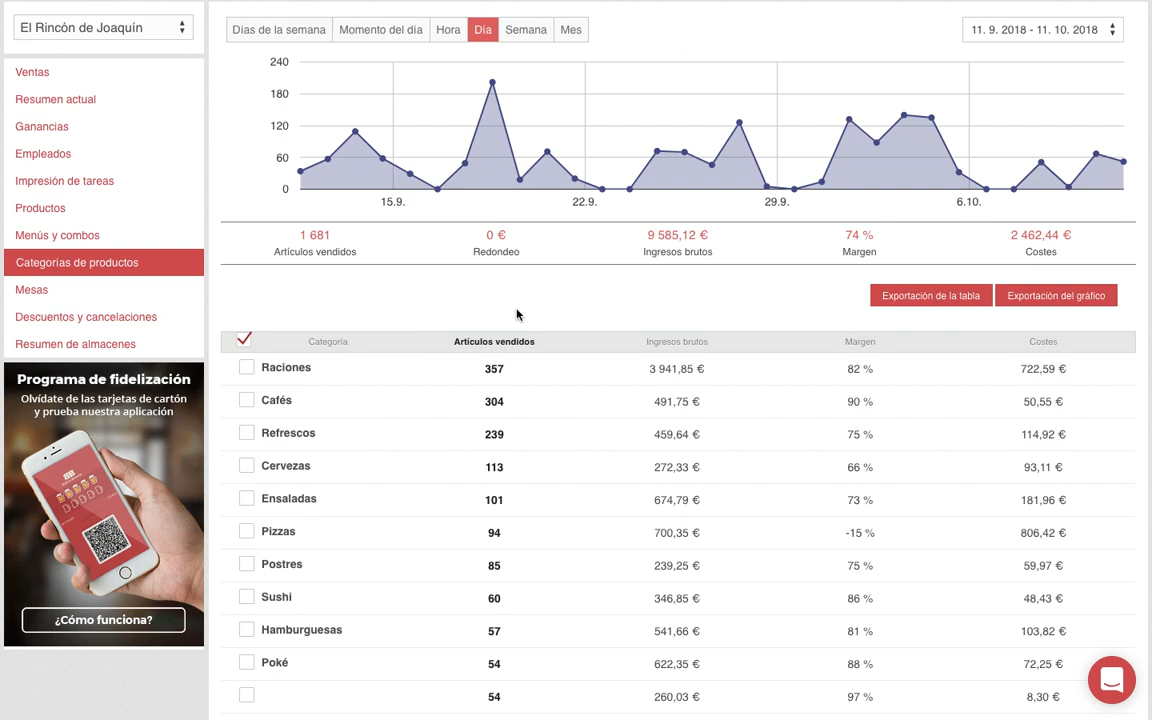 El Rincón de Joaquín
Ventas
Resumen actual
Ganancias
Empleados
Impresión de tareas
Productos
Menús y combos
Categorías de productos
Mesas
Descuentos y cancelaciones
Resumen de almacenes
Programa de fidelización
Olvídate de las tarjetas de cartón
y prueba nuestra aplicación
¿Cómo funciona?
Días de la semana Momento del día Hora Día Semana Mes
11. 9. 2018 - 11. 10. 2018
240
180
120
60
0
15.9. 22.9. 29.9. 6.10.
1 681 0 € 9 585,12 € 74 % 2 462,44 €
Artículos vendidos Redondeo Ingresos brutos Margen Costes
Exportación de la tabla Exportación del gráfico
Categoría Artículos vendidos Ingresos brutos Margen Costes
Raciones 357 3 941,85 € 82 % 722,59 €
Cafés 304 491,75 € 90 % 50,55 €
Refrescos 239 459,64 € 75 % 114,92 €
Cervezas 113 272,33 € 66 % 93,11 €
Ensaladas 101 674,79 € 73 % 181,96 €
Pizzas 94 700,35 € -15 % 806,42 €
Postres 85 239,25 € 75 % 59,97 €
Sushi 60 346,85 € 86 % 48,43 €
Hamburguesas 57 541,66 € 81 % 103,82 €
Poké 54 622,35 € 88 % 72,25 €
54 260,03 € 97 % 8,30 €